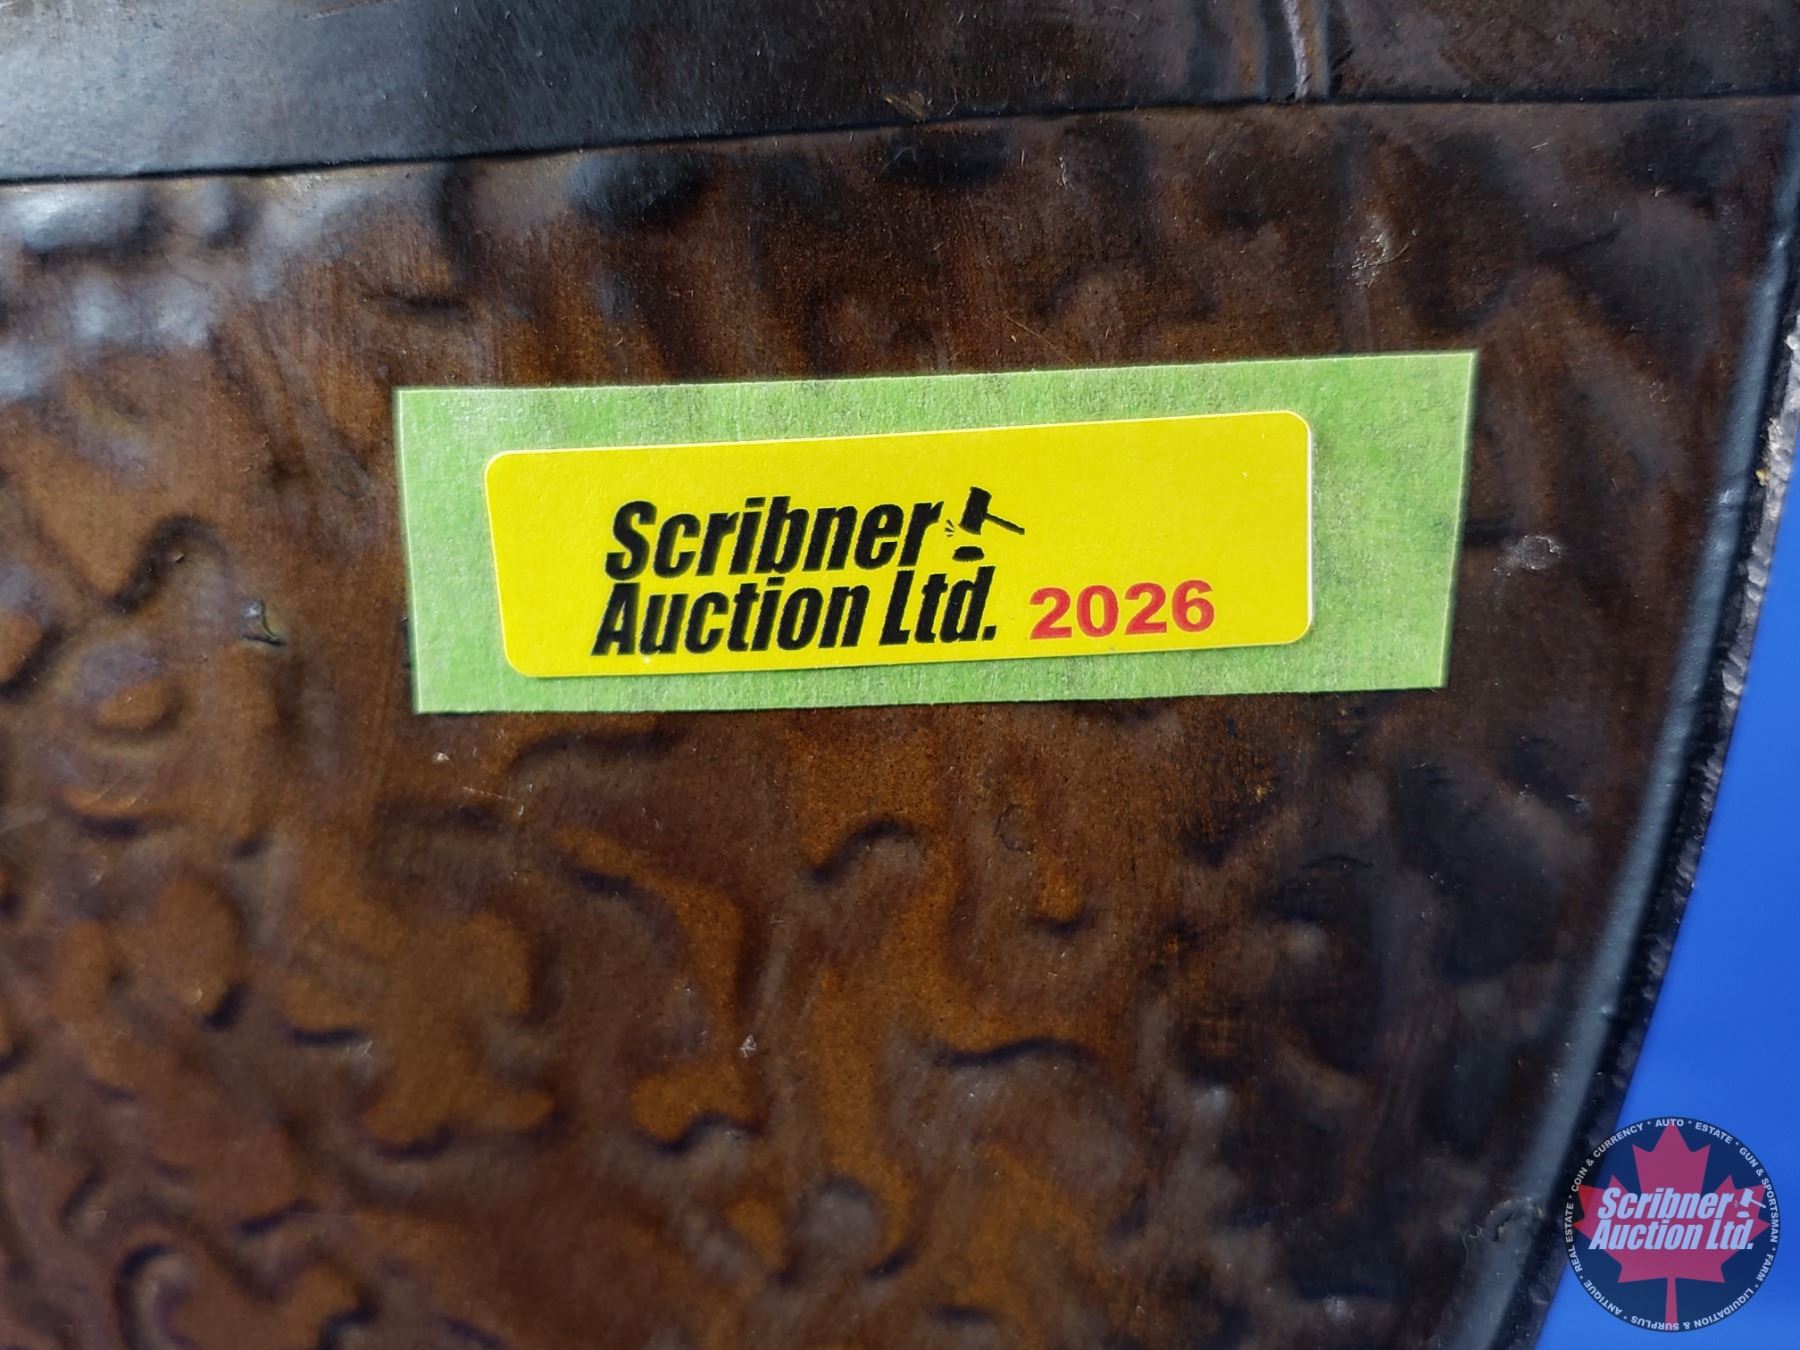 Scribner
Auction Ltd. 2026
COIN & CURRENCY * AUTO * ESTATE * GUN & SPORTSMAN * FARM * LIQUIDATION & SURPLUS * ANTIQUE * REAL ESTATE *
Scribner
Auction Ltd.